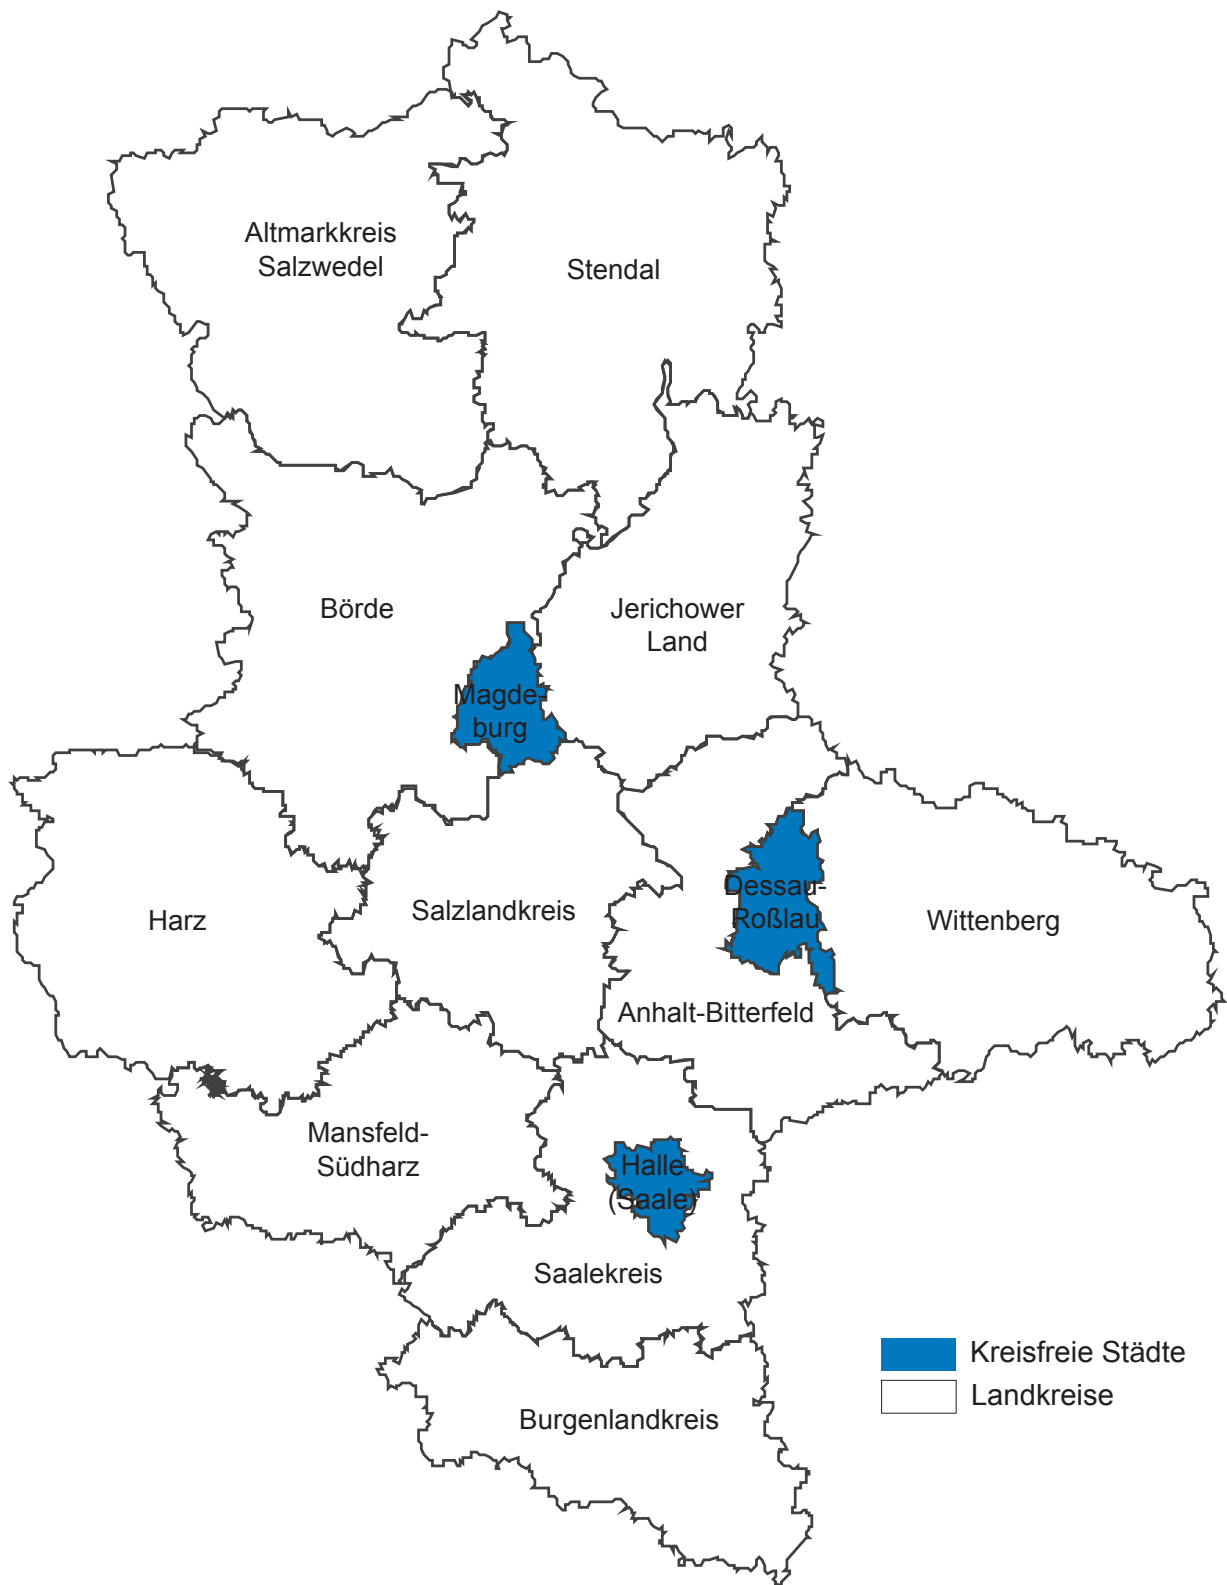 Altmarkkreis
Salzwedel
Stendal
Börde
Jerichower
Land
Magde-
burg
Harz
Salzlandkreis
Dessau-
Roßlau
Wittenberg
Anhalt-Bitterfeld
Mansfeld-
Südharz
Halle
(Saale)
Saalekreis
Burgenlandkreis
Kreisfreie Städte
Landkreise